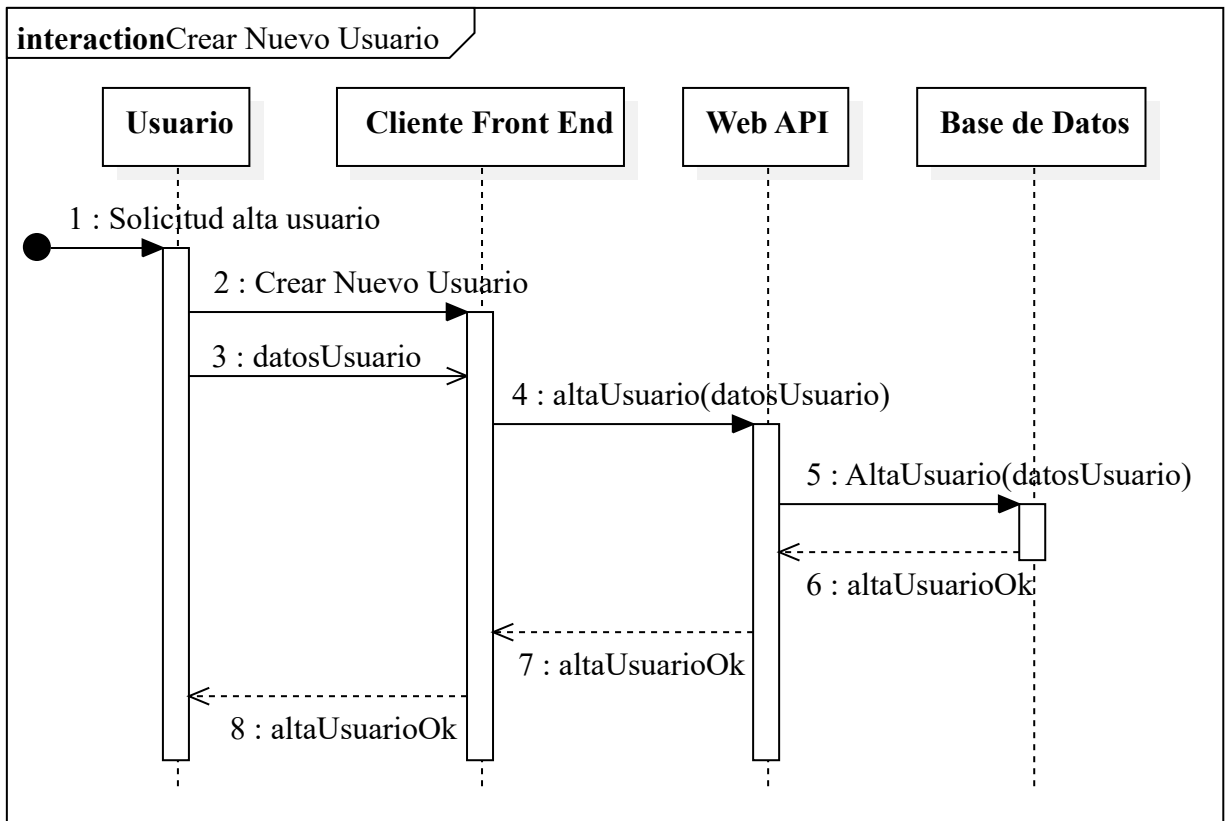 interactionCrear Nuevo Usuario
Usuario
Cliente Front End
Web API
Base de Datos
1 : Solicitud alta usuario
2 : Crear Nuevo Usuario
3 : datosUsuario
4 : altaUsuario(datosUsuario)
5 : AltaUsuario(datosUsuario)
6 : altaUsuarioOk
7 : altaUsuarioOk
8 : altaUsuarioOk